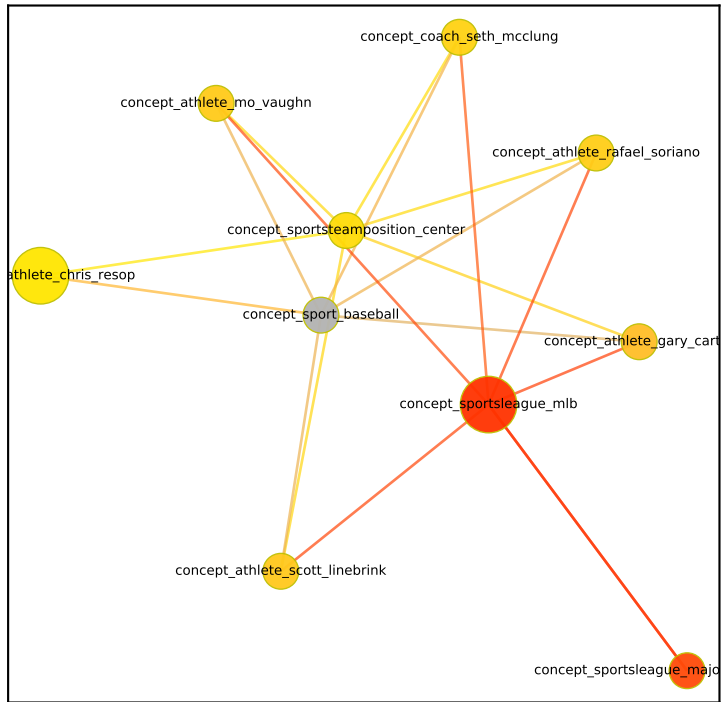 concept_coach_seth_mcclung
concept_athlete_mo_vaughn
concept_athlete_rafael_soriano
concept_sportsteamposition_center
athlete_chris_resop
concept_sport_baseball
concept_athlete_gary_cart
concept_sportsleague_mlb
concept_athlete_scott_linebrink
concept_sportsleague_majo